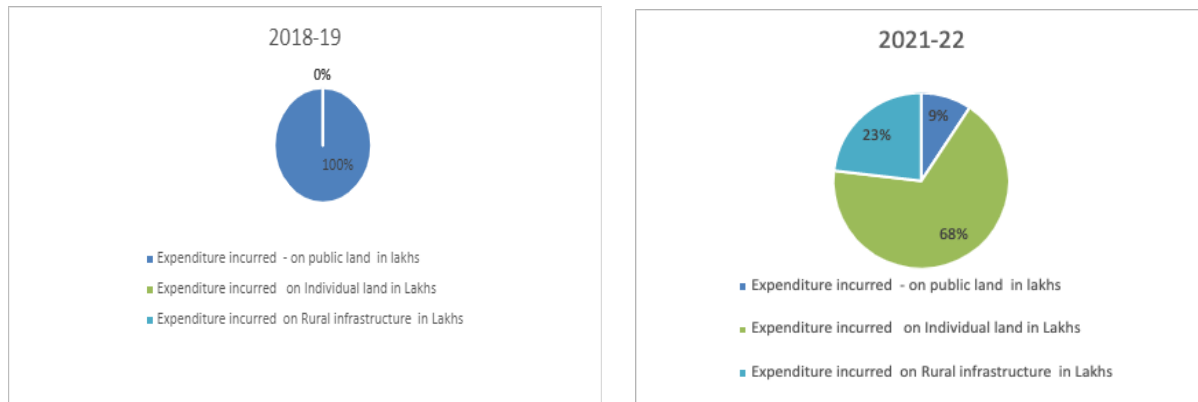 2018-19
0%
100%
Expenditure incurred - on public land in lakhs
Expenditure incurred on Individual land in Lakhs
Expenditure incurred on Rural infrastructure in Lakhs
2021-22
9%
23%
68%
Expenditure incurred - on public land in lakhs
Expenditure incurred on Individual land in Lakhs
Expenditure incurred on Rural infrastructure in Lakhs